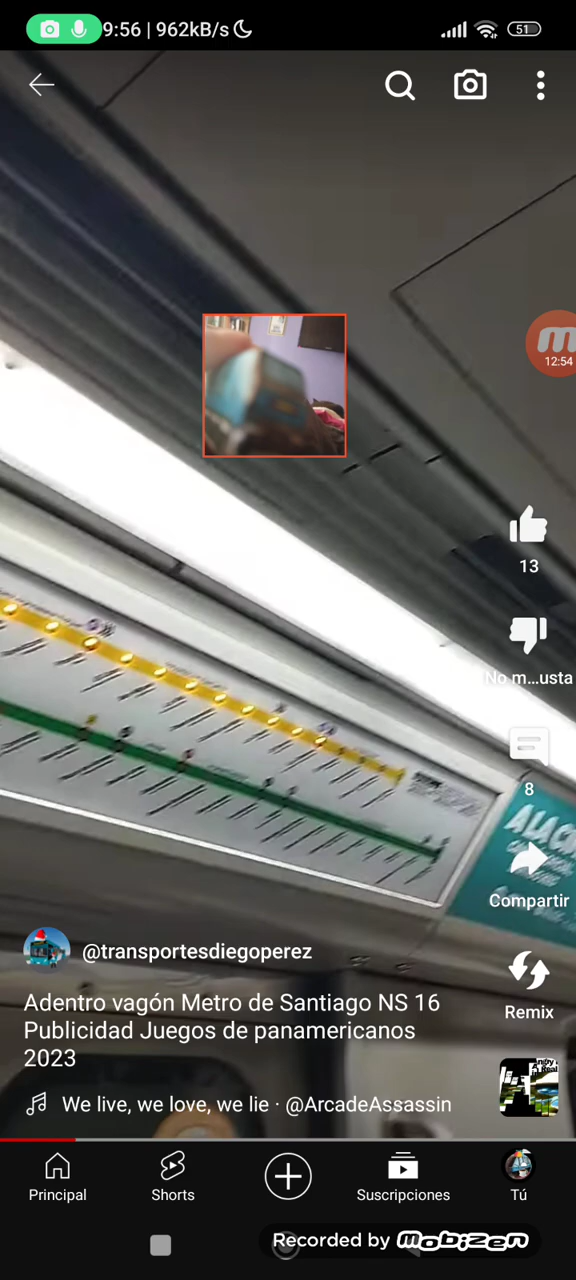 9:56 | 962kB/s
51
12:54
13
No m...usta
8
ALAC
Compartir
@transportesdiegoperez
Adentro vagón Metro de Santiago NS 16
Publicidad Juegos de panamericanos
2023
Remix
We live, we love, we lie · @ArcadeAssassin
Principal
Shorts
Suscripciones
Tú
Recorded by mobizen